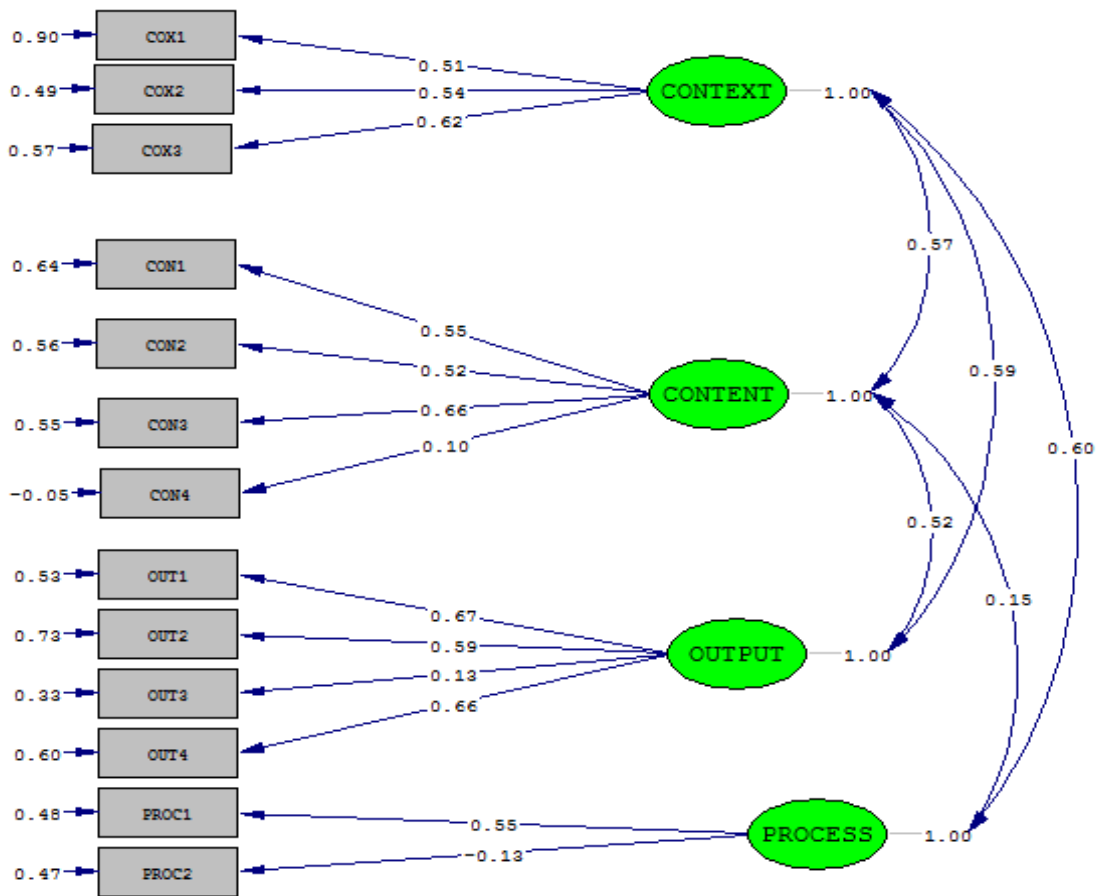 0.90 COX1
0.51
0.49 COX2 0.54 CONTEXT 1.00
0.62
0.57 COX3
0.57
0.64 CON1
0.55
0.56 CON2
0.52
0.59
CONTENT 1.00
0.66
0.55 CON3
0.10
0.60
-0.05 CON4
0.52
0.53 OUT1
0.15
0.67
0.73 OUT2
0.59
OUTPUT 1.00
0.13
0.33 OUT3
0.66
0.60 OUT4
0.48 PROC1
0.55
PROCESS 1.00
-0.13
0.47 PROC2